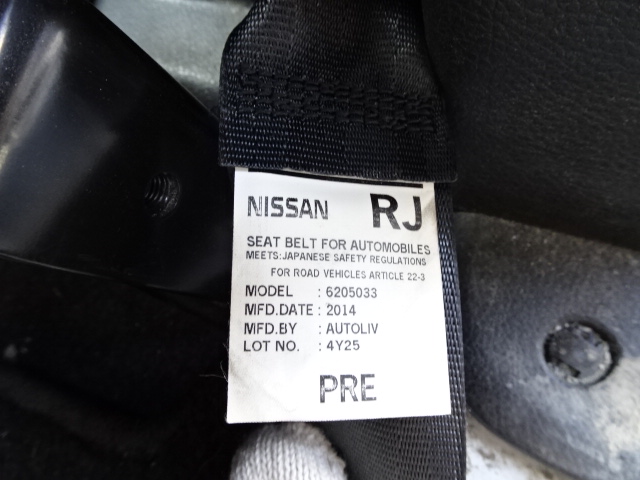 NISSAN RJ
SEAT BELT FOR AUTOMOBILES
MEETS:JAPANESE SAFETY REGULATIONS
FOR ROAD VEHICLES ARTICLE 22-3
MODEL : 6205033
MFD.DATE : 2014
MFD.BY : AUTOLIV
LOT NO. : 4Y25
PRE